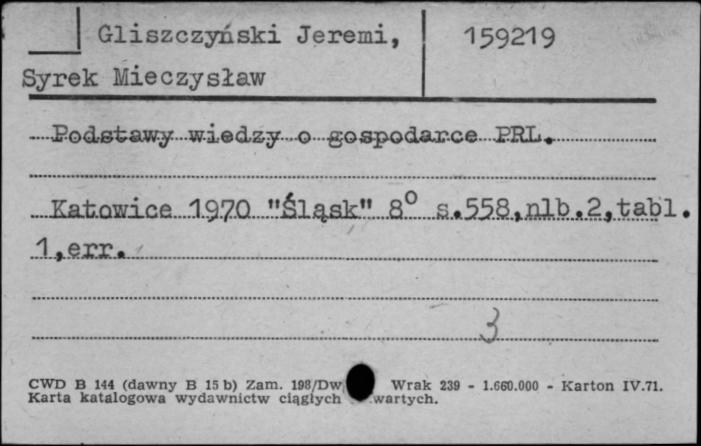 Gliszczyński Jeremi, 159219
Syrek Mieczysław
Podstawy wiedzy o gospodarce PRL.
Katowice 1970 "Śląsk" 8° s.558,nlb.2,tabl.
1,err.
3
CWD B 144 (dawny B 15 b) Zam. 198/Dw Wrak 239 - 1.660.000 - Karton IV.71.
Karta katalogowa wydawnictw ciągłych wartych.